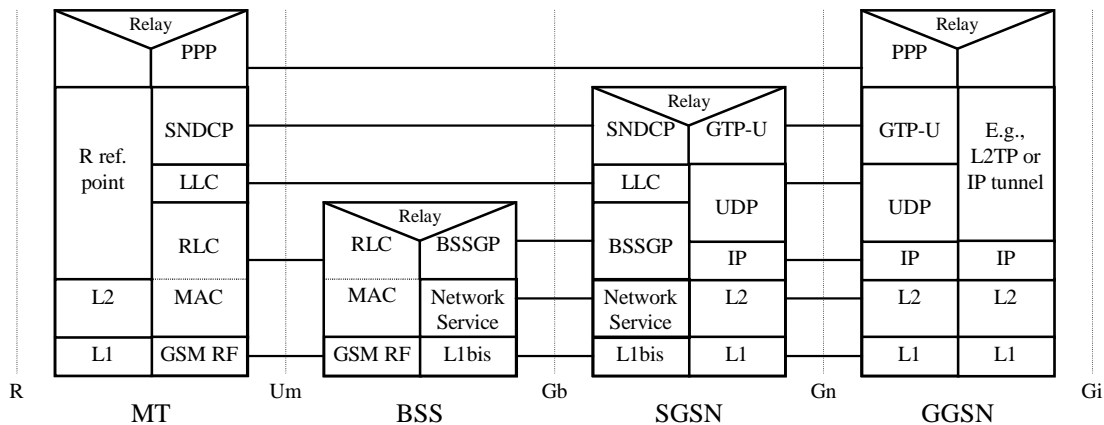 Relay
PPP
SNDCP
R ref.
point
LLC
RLC
L2
MAC
L1
GSM RF
Relay
RLC
BSSGP
MAC
Network
Service
GSM RF
L1bis
Relay
SNDCP
GTP-U
LLC
UDP
BSSGP
IP
Network
Service
L2
L1bis
L1
Relay
PPP
GTP-U
E.g.,
L2TP or
IP tunnel
UDP
IP
IP
L2
L2
L1
L1
R
Um
Gb
Gn
Gi
MT
BSS
SGSN
GGSN